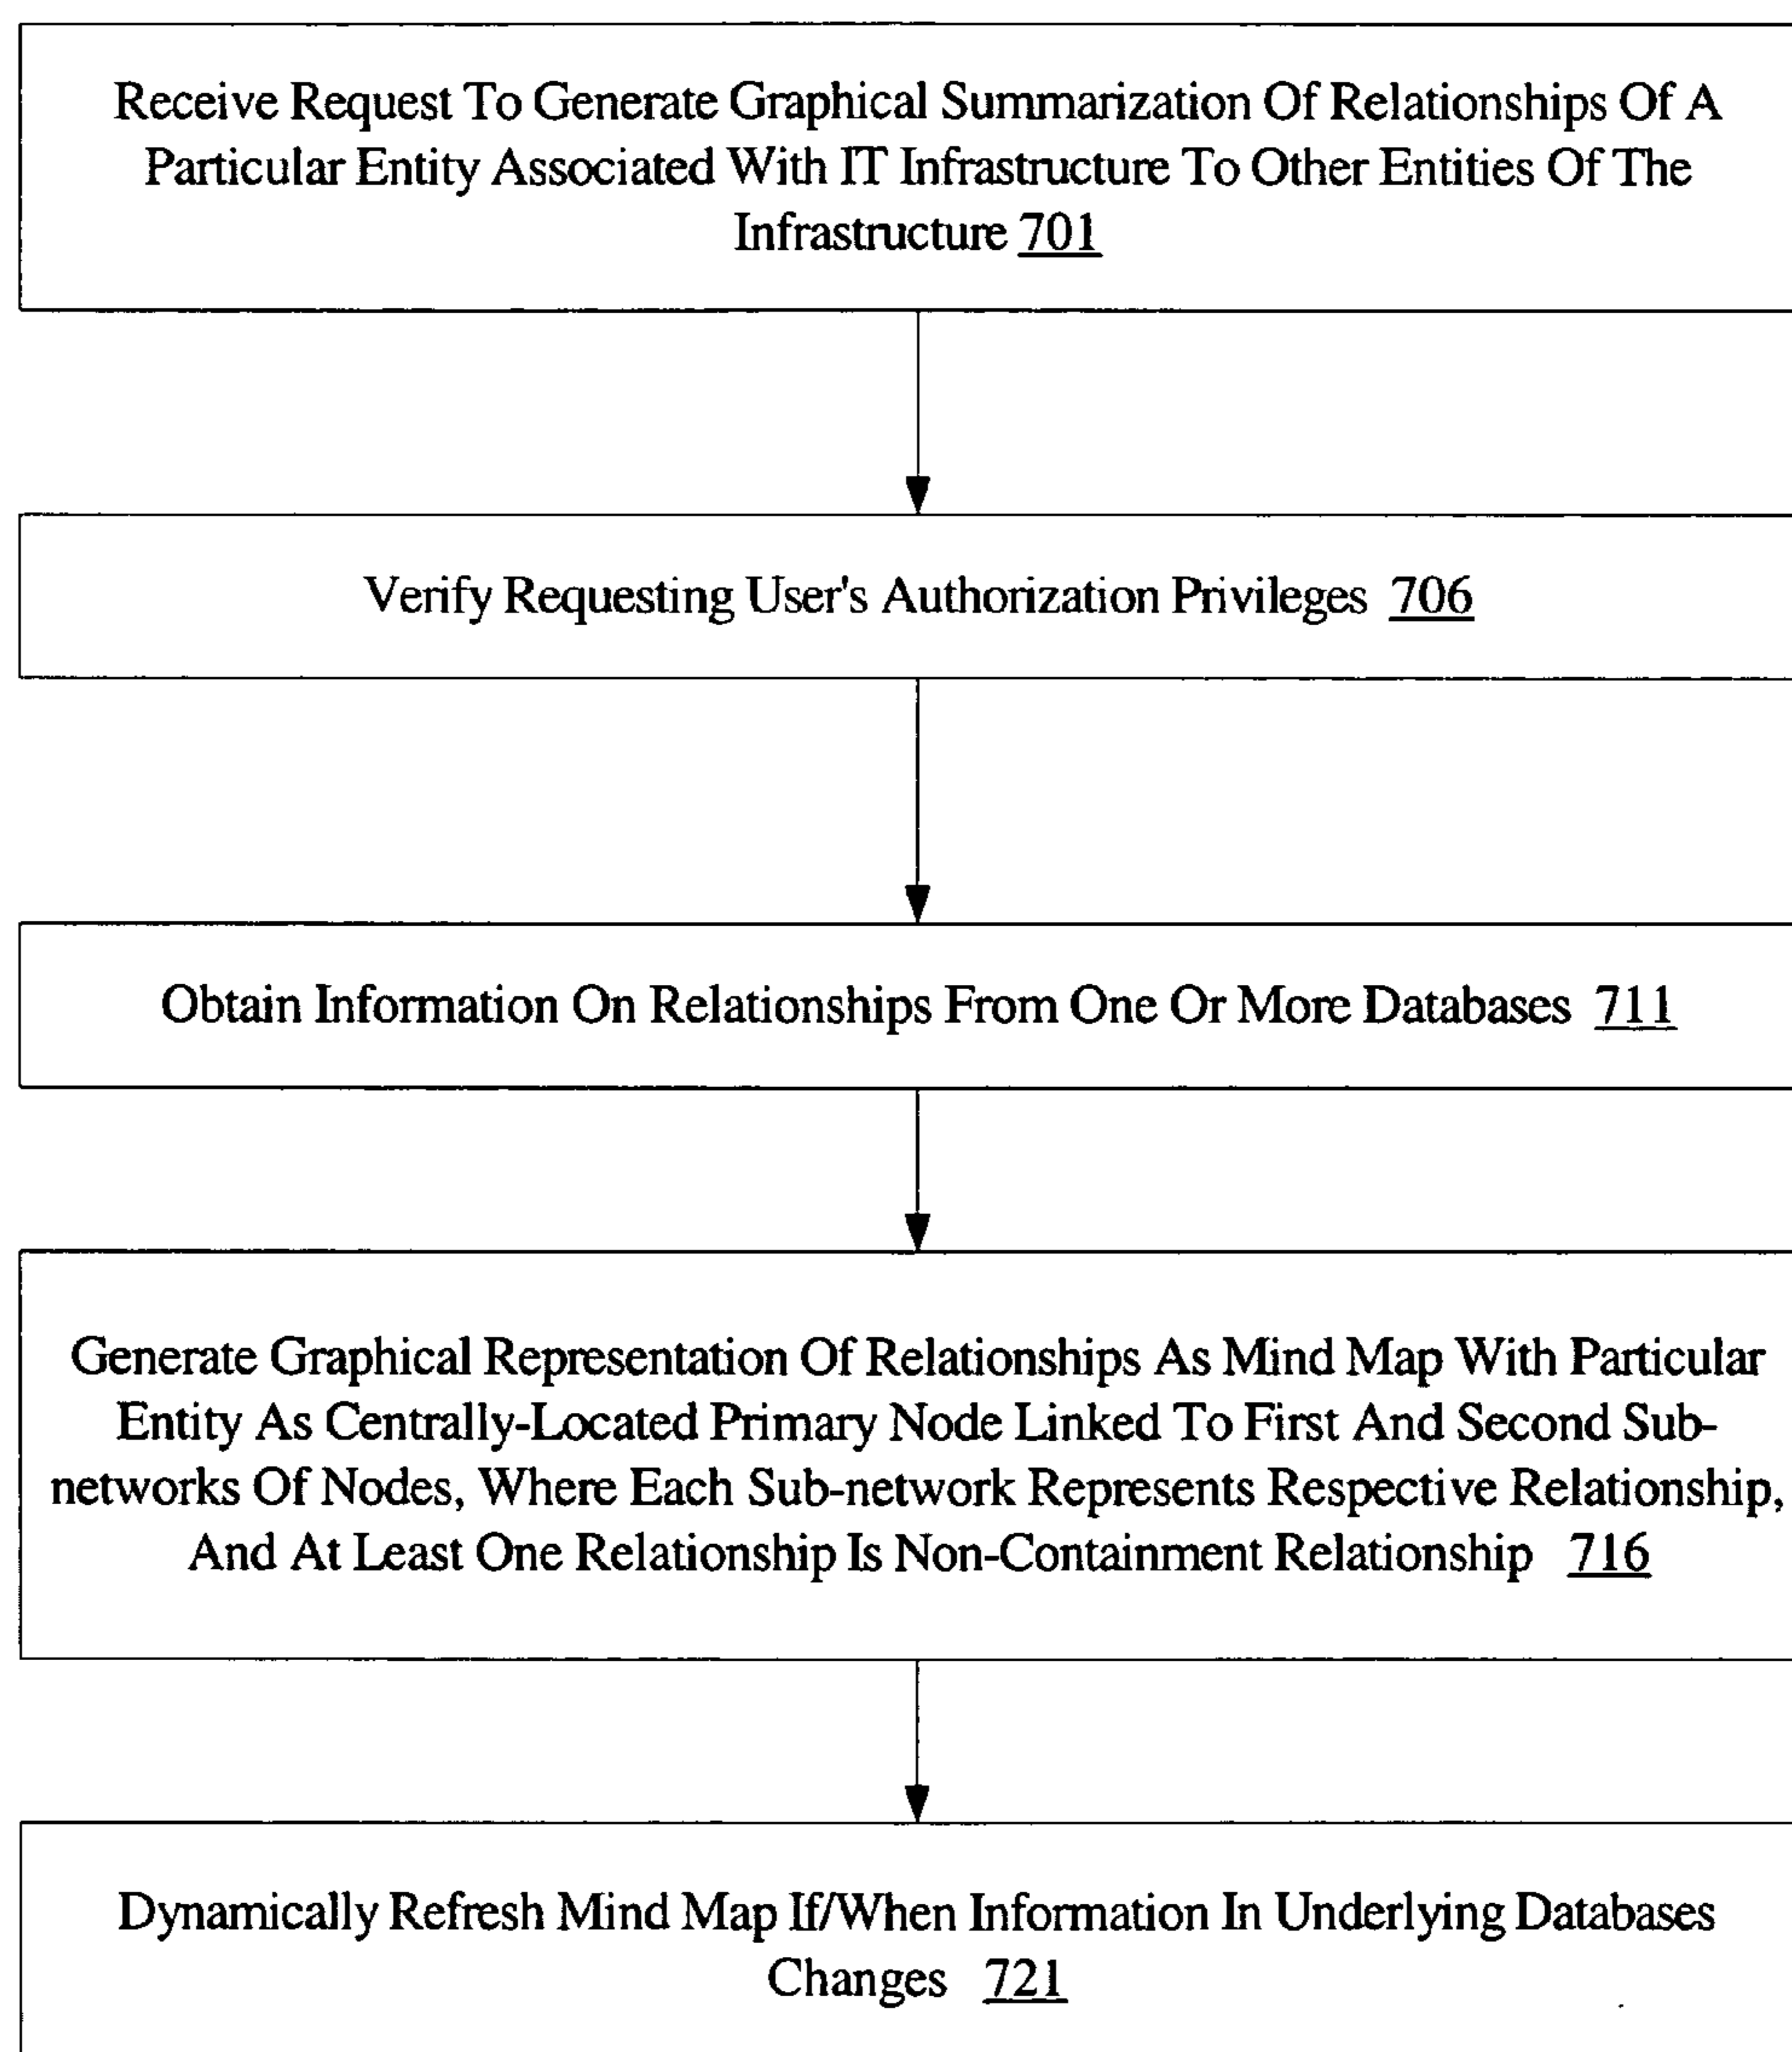 Receive Request To Generate Graphical Summarization Of Relationships Of A
Particular Entity Associated With IT Infrastructure To Other Entities Of The
Infrastructure 701
Verify Requesting User's Authorization Privileges 706
Obtain Information On Relationships From One Or More Databases 711
Generate Graphical Representation Of Relationships As Mind Map With Particular
Entity As Centrally-Located Primary Node Linked To First And Second Sub-
networks Of Nodes, Where Each Sub-network Represents Respective Relationship,
And At Least One Relationship Is Non-Containment Relationship 716
Dynamically Refresh Mind Map If/When Information In Underlying Databases
Changes 721